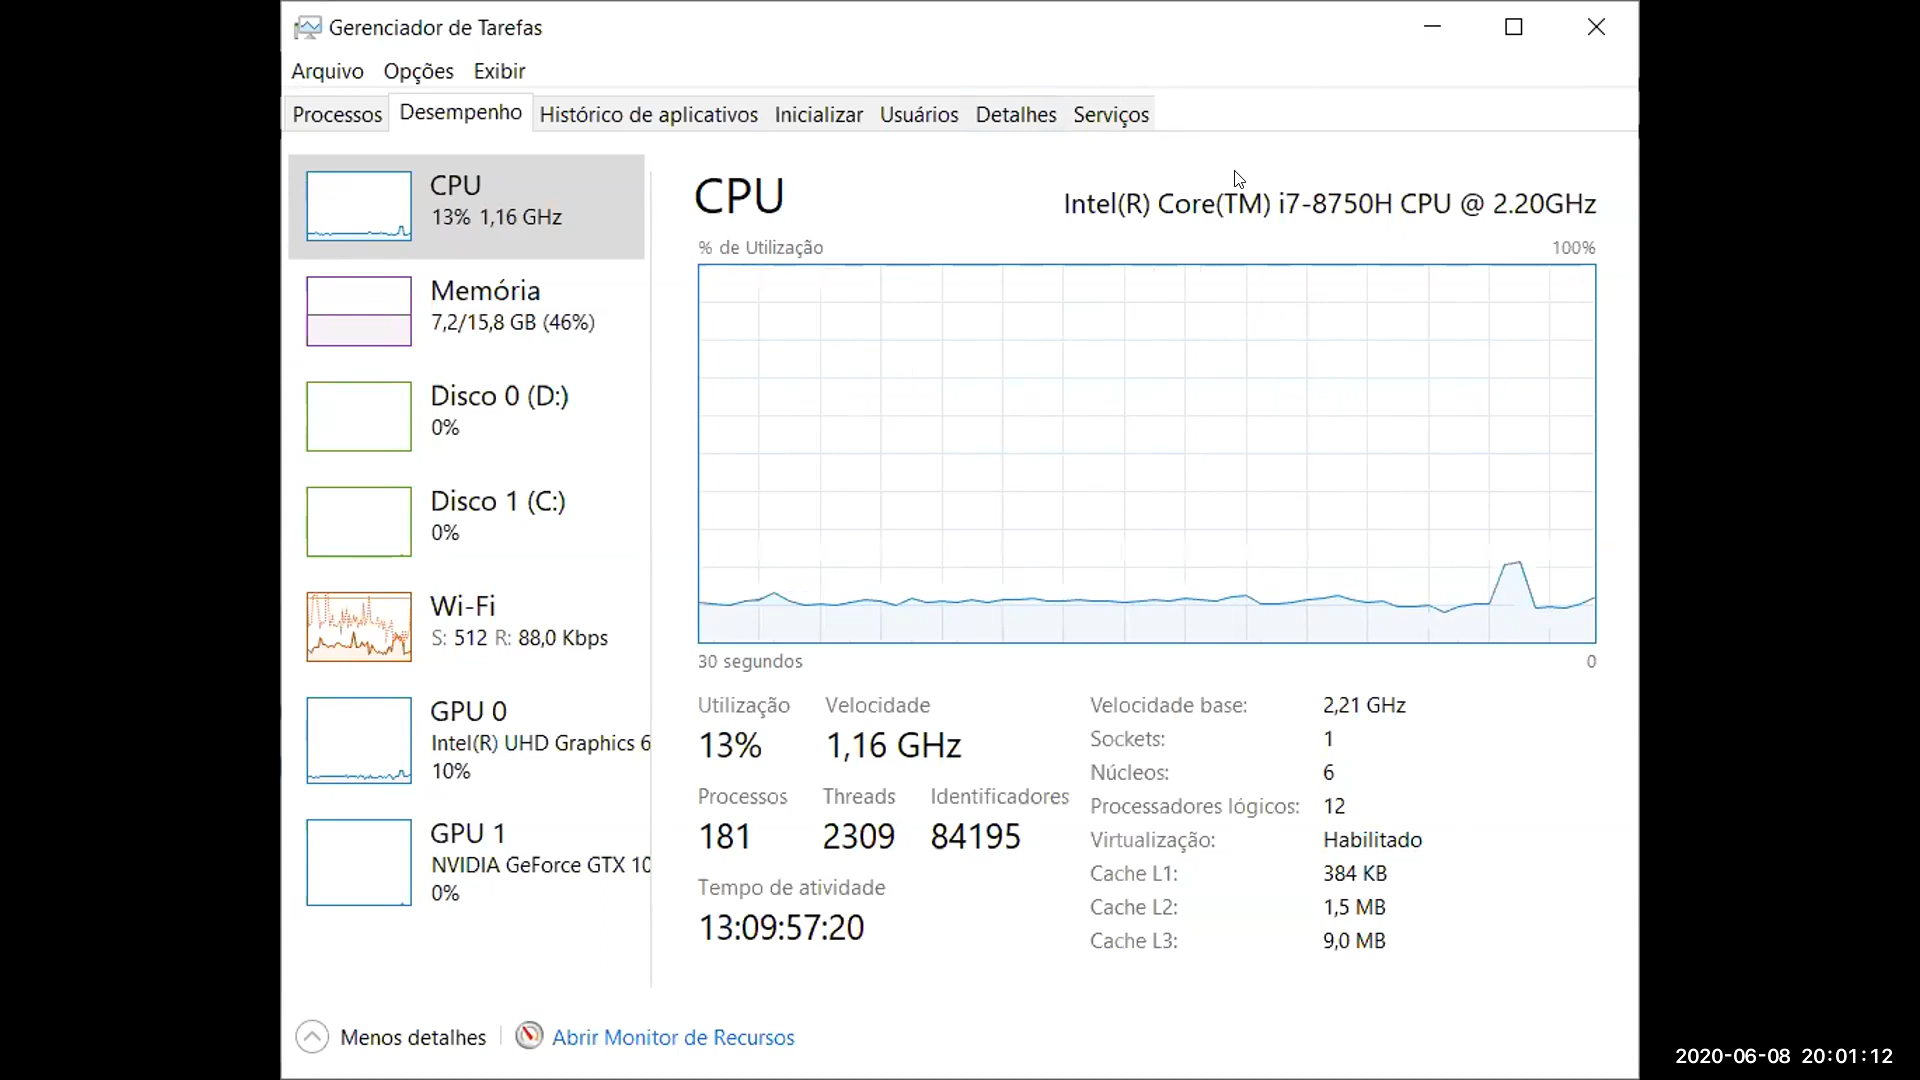 Gerenciador de Tarefas
Arquivo Opções Exibir
Processos Desempenho Histórico de aplicativos Inicializar Usuários Detalhes Serviços
CPU
13% 1,16 GHz
Memória
7,2/15,8 GB (46%)
Disco 0 (D:)
0%
Disco 1 (C:)
0%
Wi-Fi
S: 512 R: 88,0 Kbps
GPU 0
Intel(R) UHD Graphics 6
10%
GPU 1
NVIDIA GeForce GTX 10
0%
CPU
Intel(R) Core(TM) i7-8750H CPU @ 2.20GHz
% de Utilização 100%
30 segundos 0
Utilização Velocidade
13% 1,16 GHz
Processos Threads Identificadores
181 2309 84195
Tempo de atividade
13:09:57:20
Velocidade base: 2,21 GHz
Sockets: 1
Núcleos: 6
Processadores lógicos: 12
Virtualização: Habilitado
Cache L1: 384 KB
Cache L2: 1,5 MB
Cache L3: 9,0 MB
Menos detalhes Abrir Monitor de Recursos
2020-06-08 20:01:12